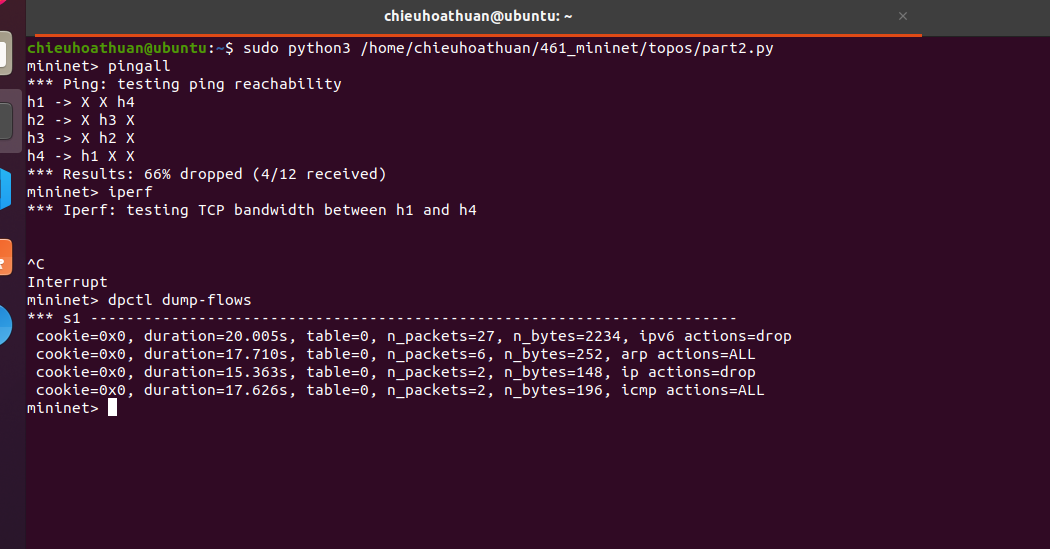 chieuhoathuan@ubuntu: ~
chieuhoathuan@ubuntu:~$ sudo python3 /home/chieuhoathuan/461_mininet/topos/part2.py
mininet> pingall
*** Ping: testing ping reachability
h1 -> X X h4
h2 -> X h3 X
h3 -> X h2 X
h4 -> h1 X X
*** Results: 66% dropped (4/12 received)
mininet> iperf
*** Iperf: testing TCP bandwidth between h1 and h4
^C
Interrupt
mininet> dpctl dump-flows
*** s1 ------------------------------------------------------------------------
cookie=0x0, duration=20.005s, table=0, n_packets=27, n_bytes=2234, ipv6 actions=drop
cookie=0x0, duration=17.710s, table=0, n_packets=6, n_bytes=252, arp actions=ALL
cookie=0x0, duration=15.363s, table=0, n_packets=2, n_bytes=148, ip actions=drop
cookie=0x0, duration=17.626s, table=0, n_packets=2, n_bytes=196, icmp actions=ALL
mininet>